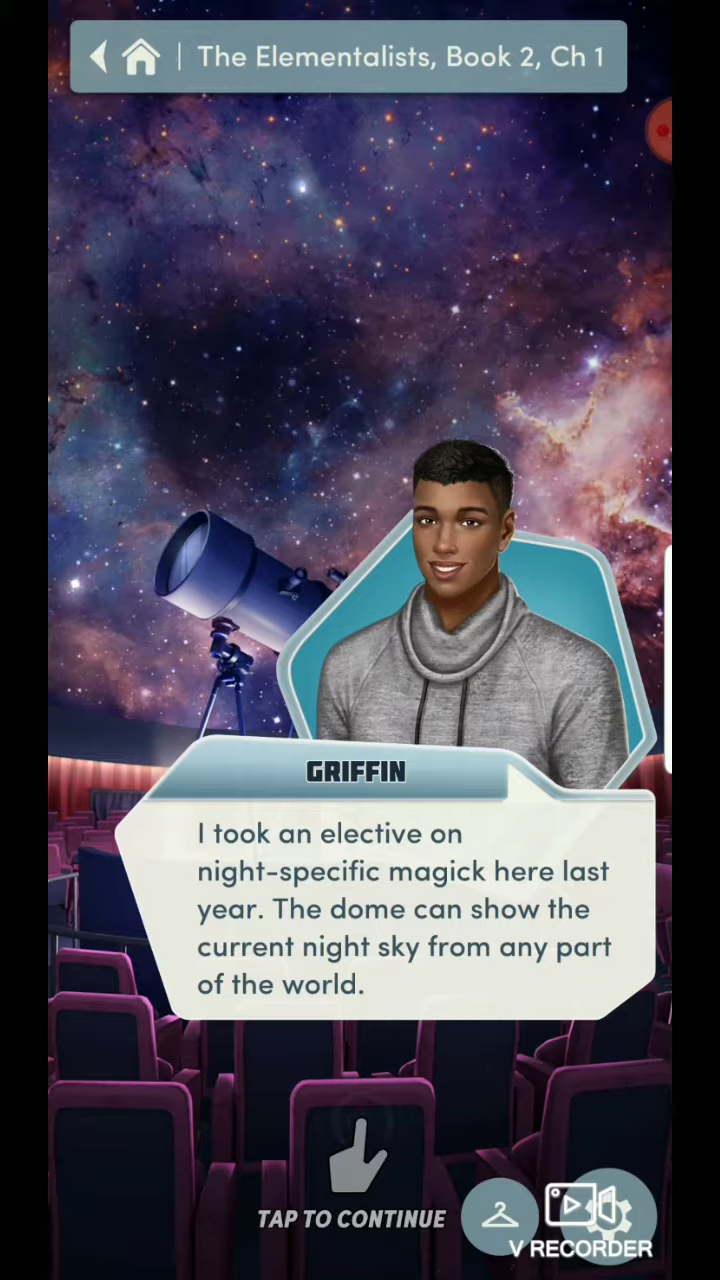 The Elementalists, Book 2, Ch 1
GRIFFIN
I took an elective on
night-specific magick here last
year. The dome can show the
current night sky from any part
of the world.
TAP TO CONTINUE
V RECORDER